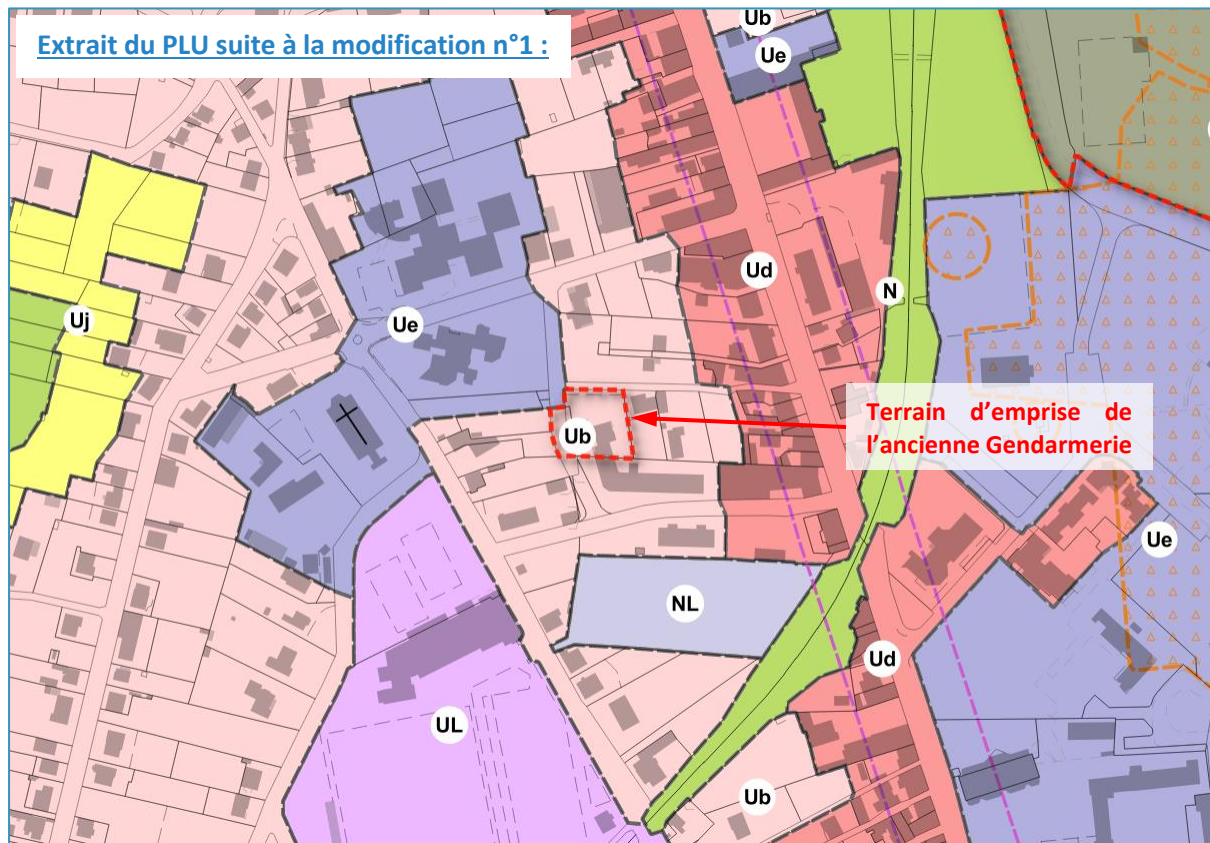 Extrait du PLU suite à la modification n°1 :
Ub
Ue
Ud
N
Uj
Ue
Terrain d’emprise de
l’ancienne Gendarmerie
Ub
Ue
NL
Ud
UL
Ub